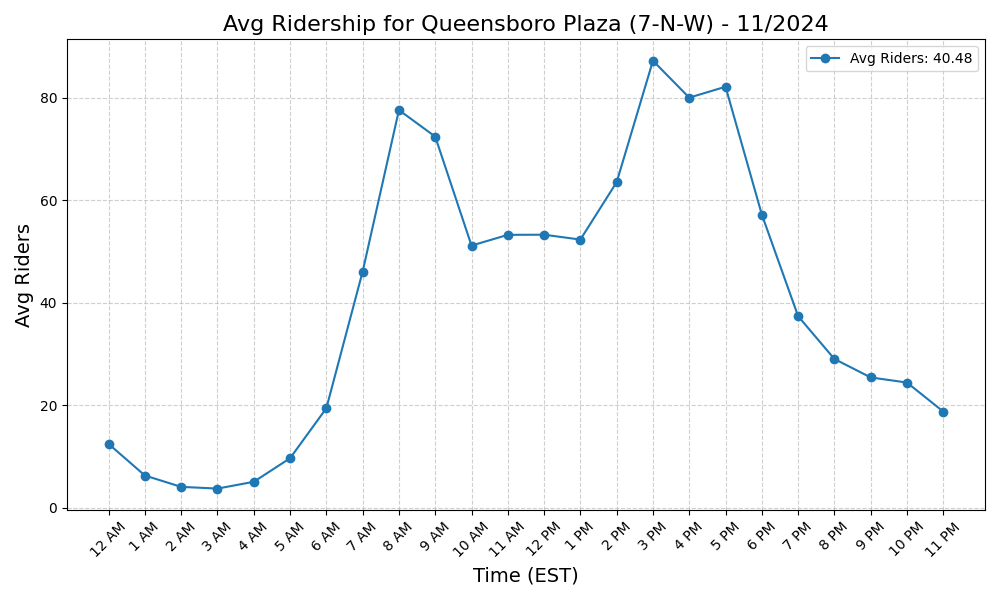 Avg Ridership for Queensboro Plaza (7-N-W) - 11/2024
Avg Riders: 40.48
Avg Riders
80
60
40
20
0
12 AM
1 AM
2 AM
3 AM
4 AM
5 AM
6 AM
7 AM
8 AM
9 AM
10 AM
11 AM
12 PM
1 PM
2 PM
3 PM
4 PM
5 PM
6 PM
7 PM
8 PM
9 PM
10 PM
11 PM
Time (EST)